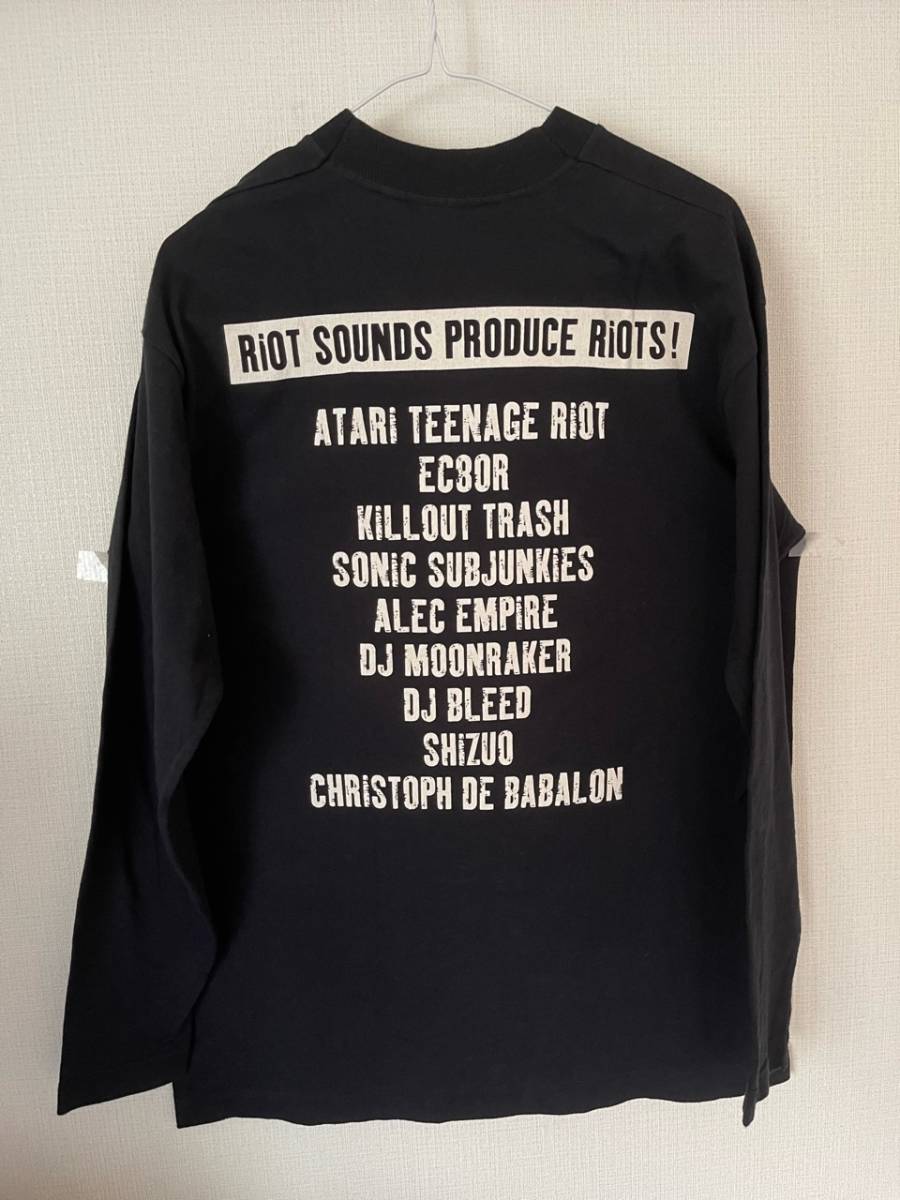 RiOT SOUNDS PRODUCE RiOTS!
ATARi TEENAGE RiOT
EC8OR
KiLLOUT TRASH
SONiC SUBJUNKiES
ALEC EMPiRE
DJ MOONRAKER
DJ BLEED
SHiZUO
CHRiSTOPH DE BABALON